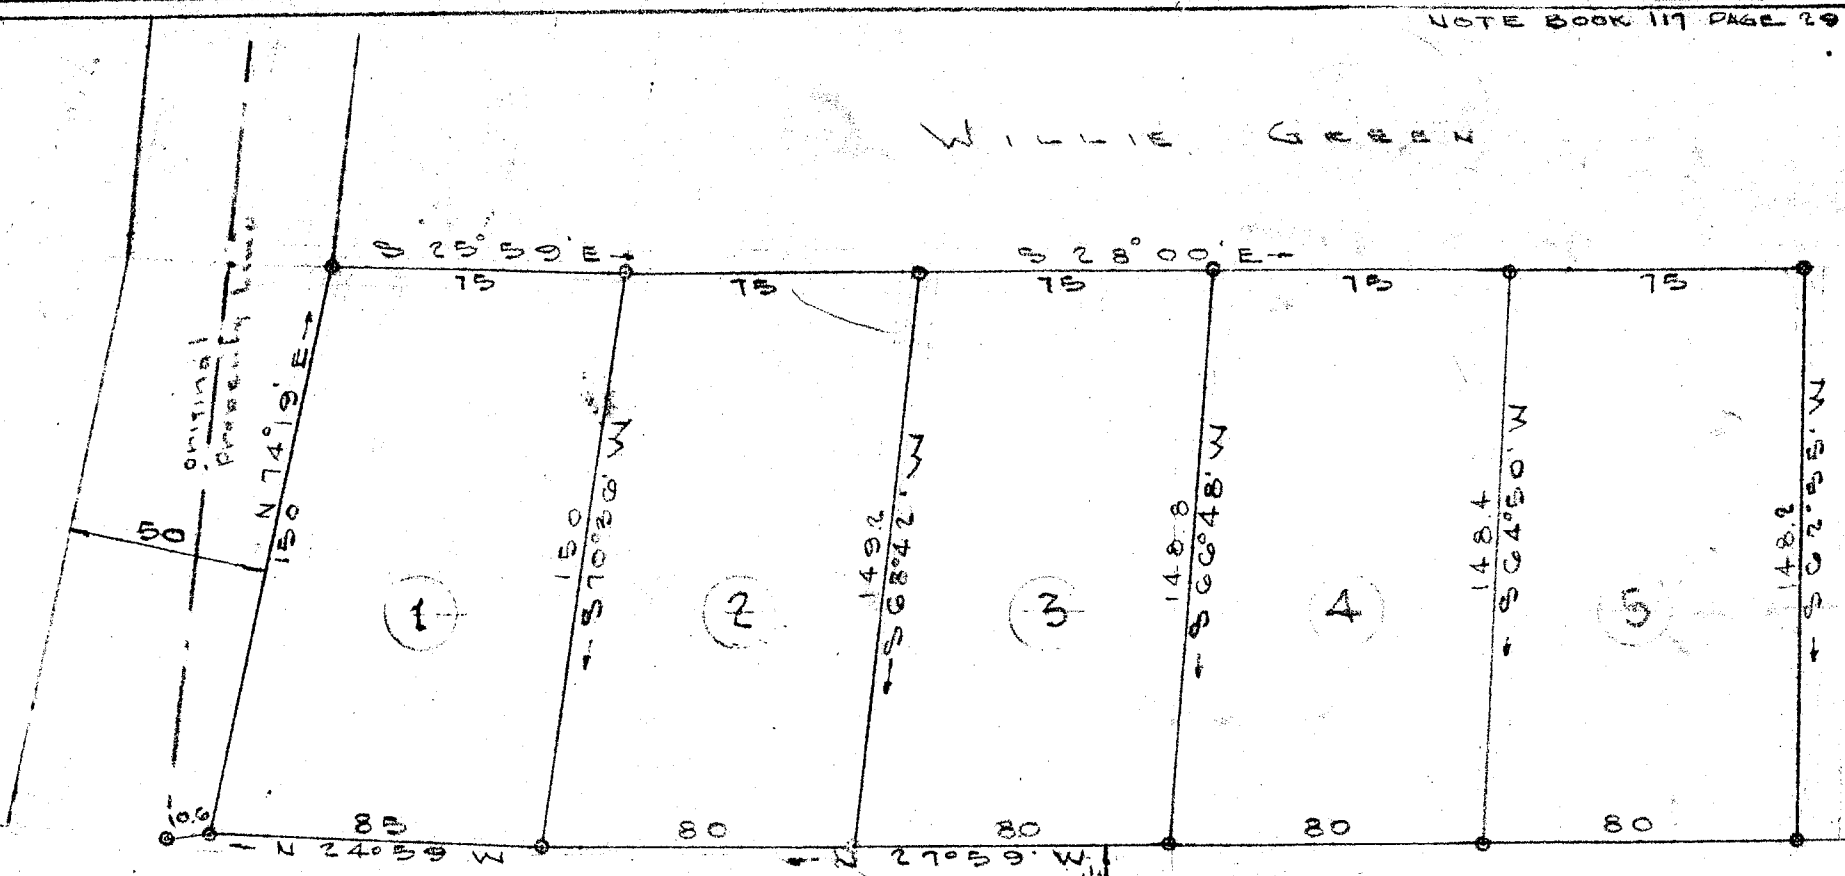 NOTE BOOK 117 PAGE 29
WILLIE GREEN
S 25° 59' E
S 28° 00' E
75
75
75
75
75
original
property line
N 74° 19' E
150
50
150
S 70° 36' W
149.2
S 68° 42' W
148.8
S 66° 48' W
148.4
S 64° 50' W
148.2
S 62° 55' W
1
2
3
4
5
10.6
85
80
80
80
80
N 24° 59 W
N 27° 59' W